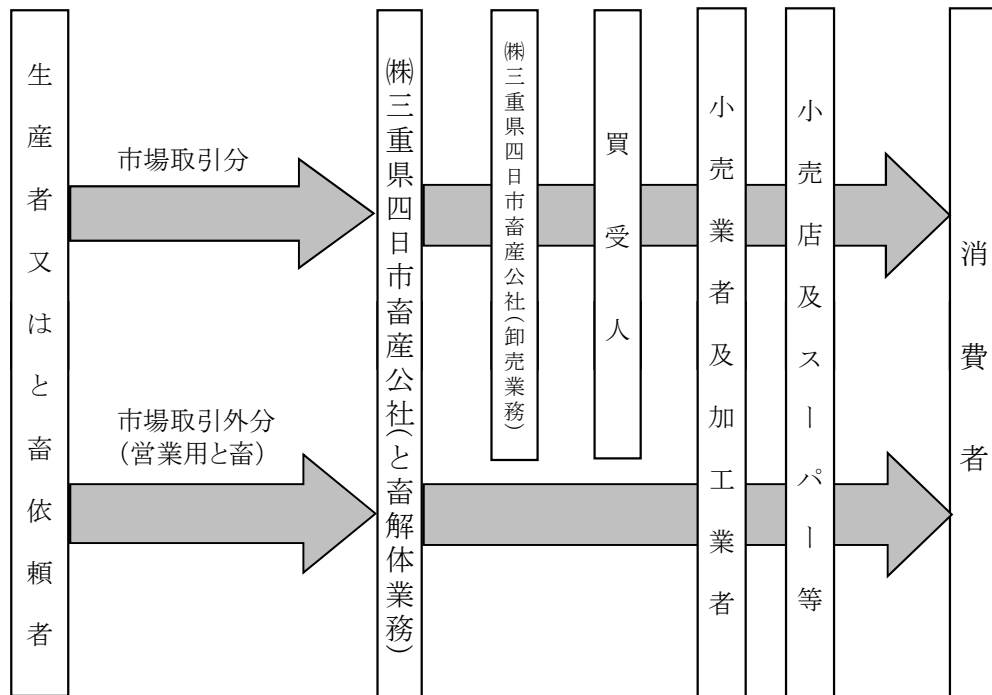 生産者又はと畜依頼者
市場取引分
市場取引外分
（営業用と畜）
㈱三重県四日市畜産公社（と畜解体業務）
㈱三重県四日市畜産公社（卸売業務）
買受人
小売業者及加工業者
小売店及スーパー等
消費者